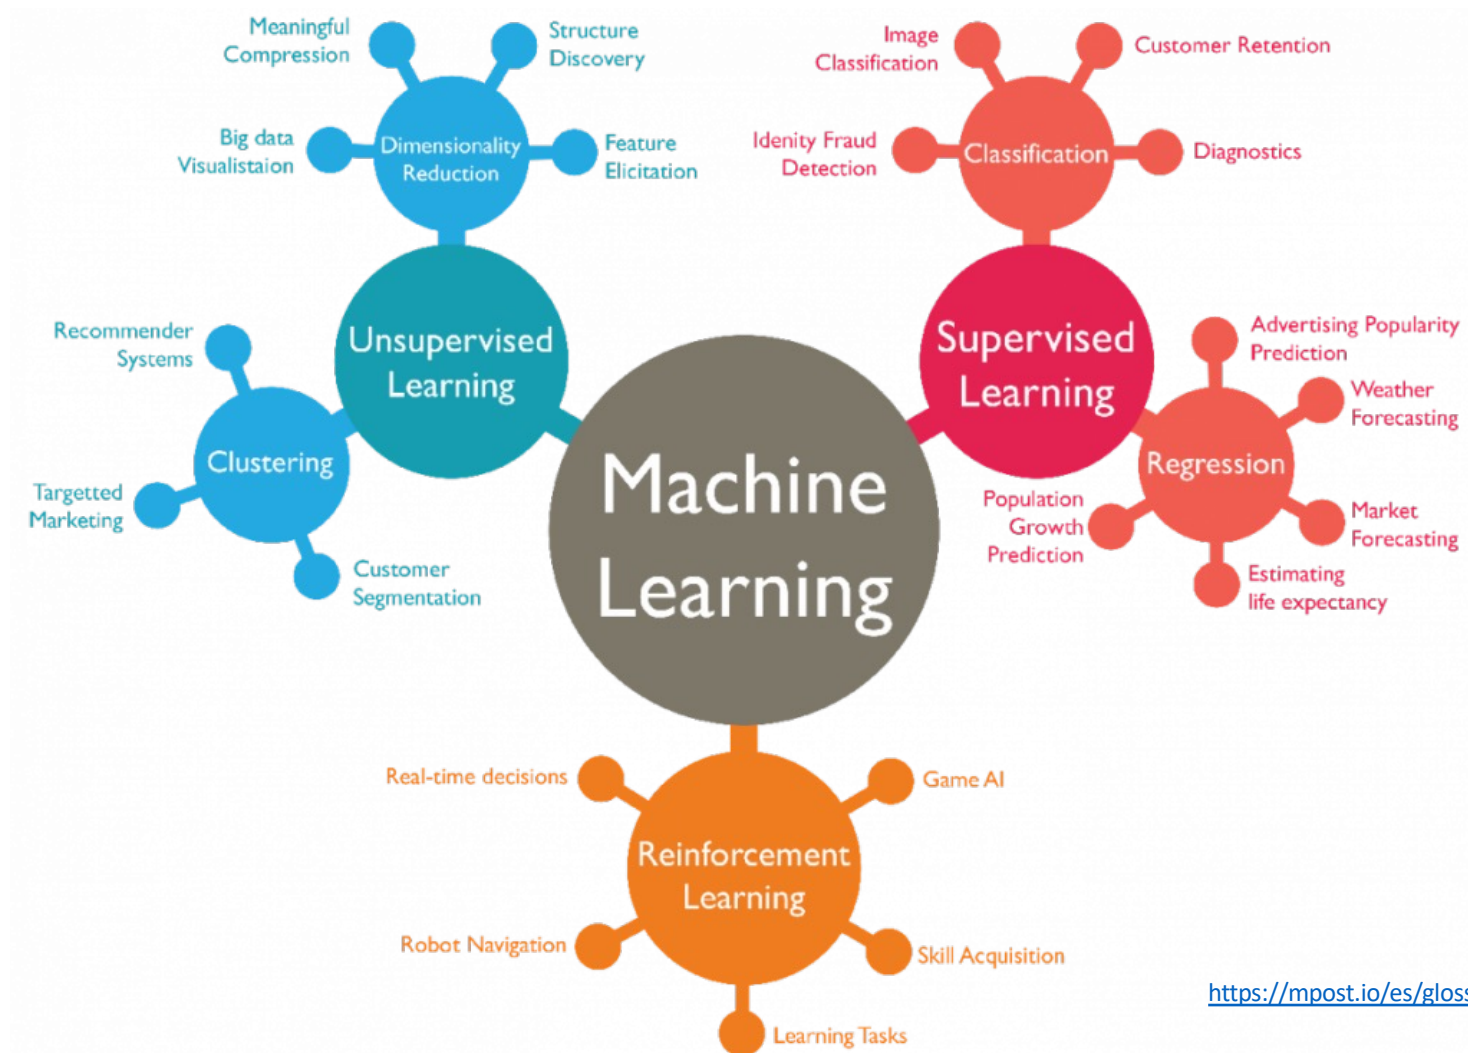 Meaningful
Compression
Structure
Discovery
Big data
Visualistaion
Dimensionality
Reduction
Feature
Elicitation
Image
Classification
Customer Retention
Idenity Fraud
Detection
Classification
Diagnostics
Unsupervised
Learning
Recommender
Systems
Clustering
Targetted
Marketing
Customer
Segmentation
Supervised
Learning
Advertising Popularity
Prediction
Weather
Forecasting
Regression
Population
Growth
Prediction
Market
Forecasting
Estimating
life expectancy
Machine
Learning
Real-time decisions
Game AI
Reinforcement
Learning
Robot Navigation
Skill Acquisition
Learning Tasks
https://mpost.io/es/gloss